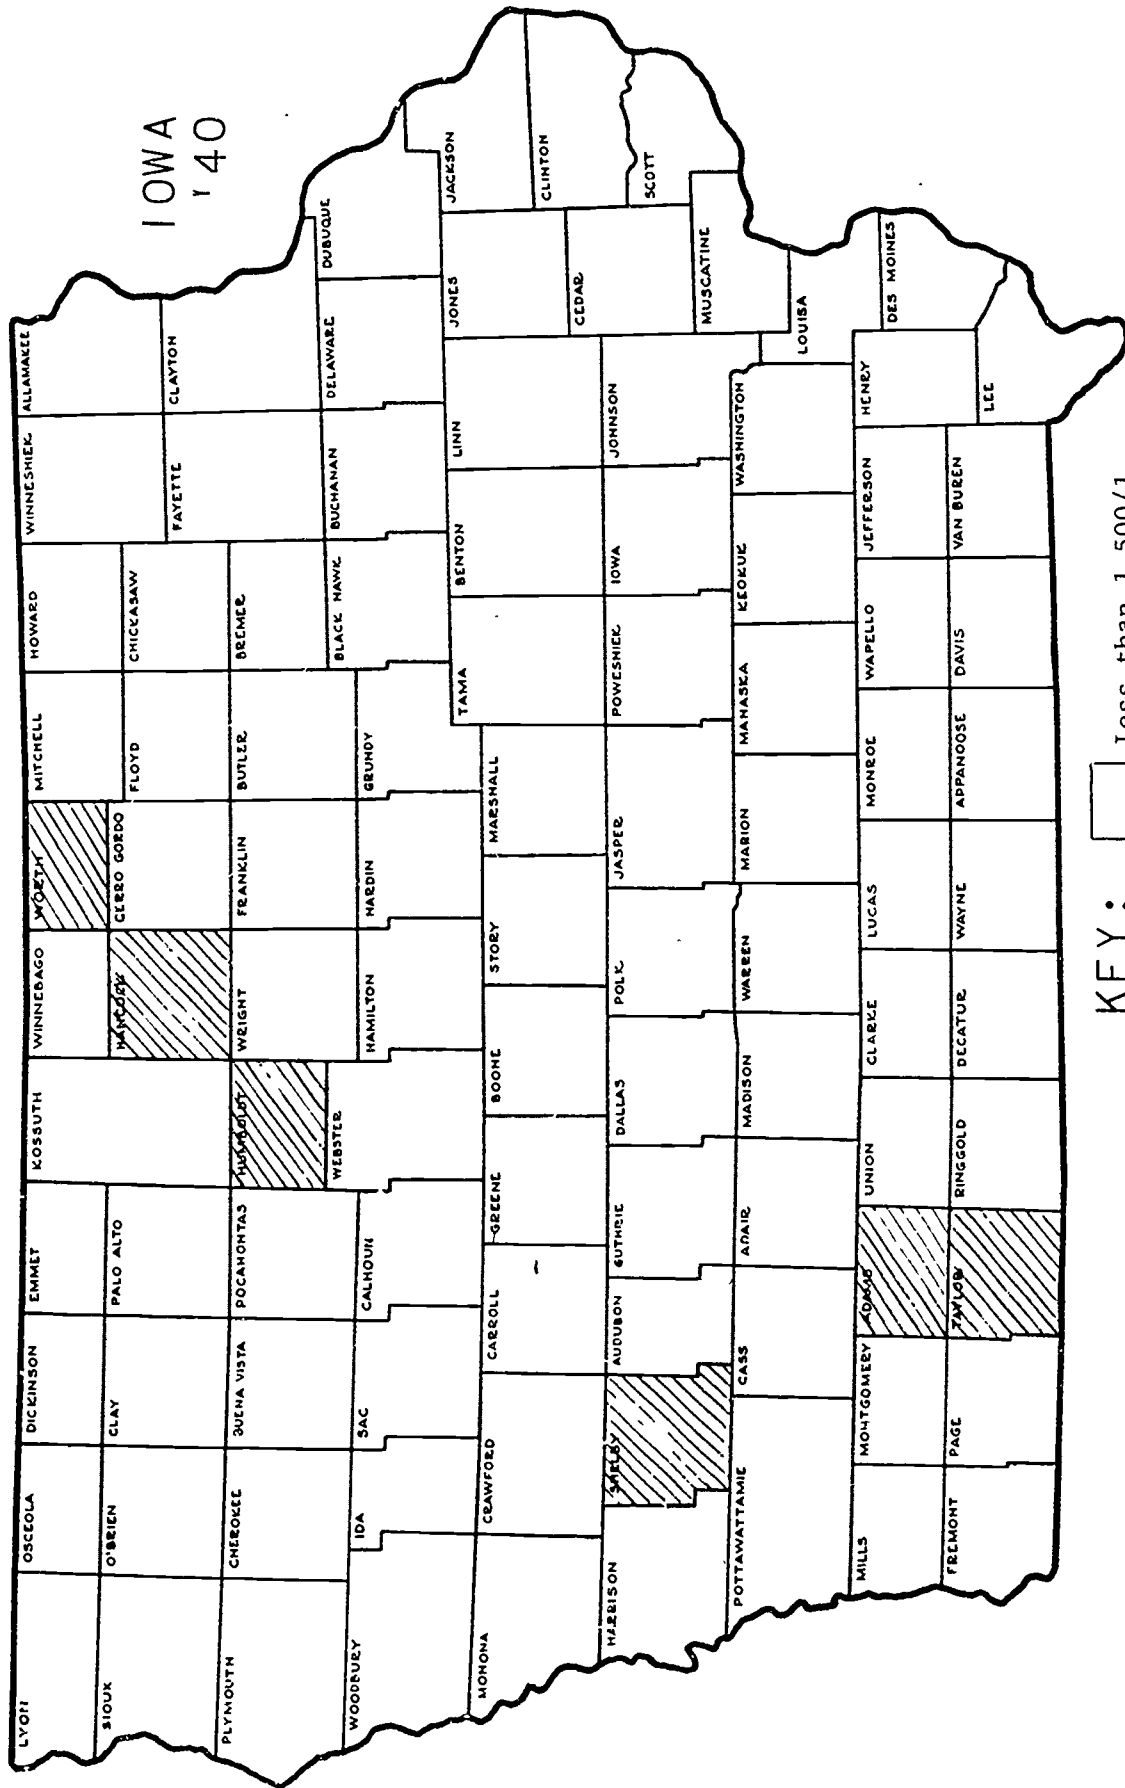 IOWA
'40
LYON
OSCEOLA
DICKINSON
EMMET
KOSSUTH
WINNEBAGO
WORTH
MITCHELL
HOWARD
WINNESHIEK
ALLAMAKEE
SIOUX
O'BRIEN
CLAY
PALO ALTO
HANCOCK
CERRO GORDO
FLOYD
CHICKASAW
FAYETTE
CLAYTON
PLYMOUTH
CHEROKEE
BUENA VISTA
POCAHONTAS
HUMBOLDT
WRIGHT
FRANKLIN
BUTLER
BREMER
BLACK HAWK
BUCHANAN
DELAWARE
DUBUQUE
WOODBURY
IDA
SAC
CALHOUN
WEBSTER
HAMILTON
HARDIN
GRUNDY
TAMA
BENTON
LINN
JONES
JACKSON
MONONA
CRAWFORD
CARROLL
GREENE
BOONE
STORY
MARSHALL
CLINTON
CEDAR
SCOTT
HARRISON
SHELBY
AUDUBON
GUTHRIE
DALLAS
POLK
JASPER
POWESHIEK
IOWA
JOHNSON
MUSCATINE
POTTAWATTAMIE
CASS
ADAIR
MADISON
WARREN
MARION
MAHASKA
KEOKUK
WASHINGTON
LOUISA
MILLS
MONTGOMERY
ADAMS
UNION
CLARKE
LUCAS
MONROE
WAPELLO
JEFFERSON
HENRY
DES MOINES
FREMONT
PAGE
TAYLOR
RINGGOLD
DECATUR
WAYNE
APPANOOSE
DAVIS
VAN BUREN
LEE
KEY:
less than 1,500/1